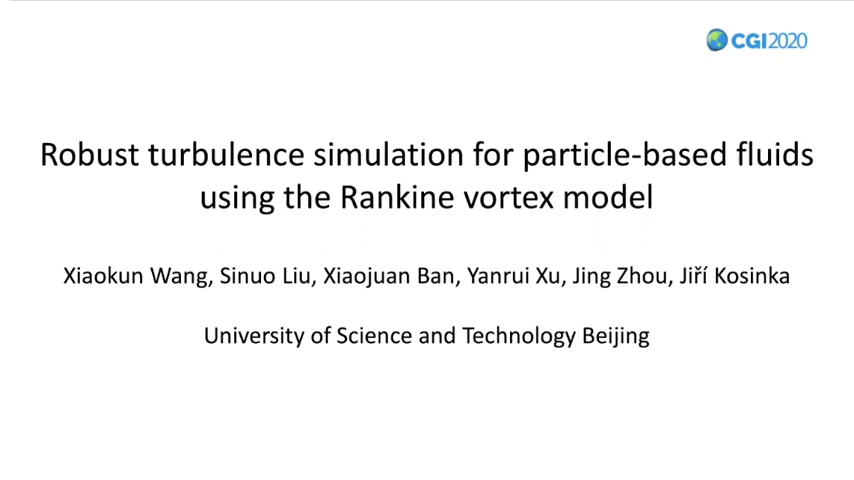 CGI2020
Robust turbulence simulation for particle-based fluids
using the Rankine vortex model
Xiaokun Wang, Sinuo Liu, Xiaojuan Ban, Yanrui Xu, Jing Zhou, Jiří Kosinka
University of Science and Technology Beijing